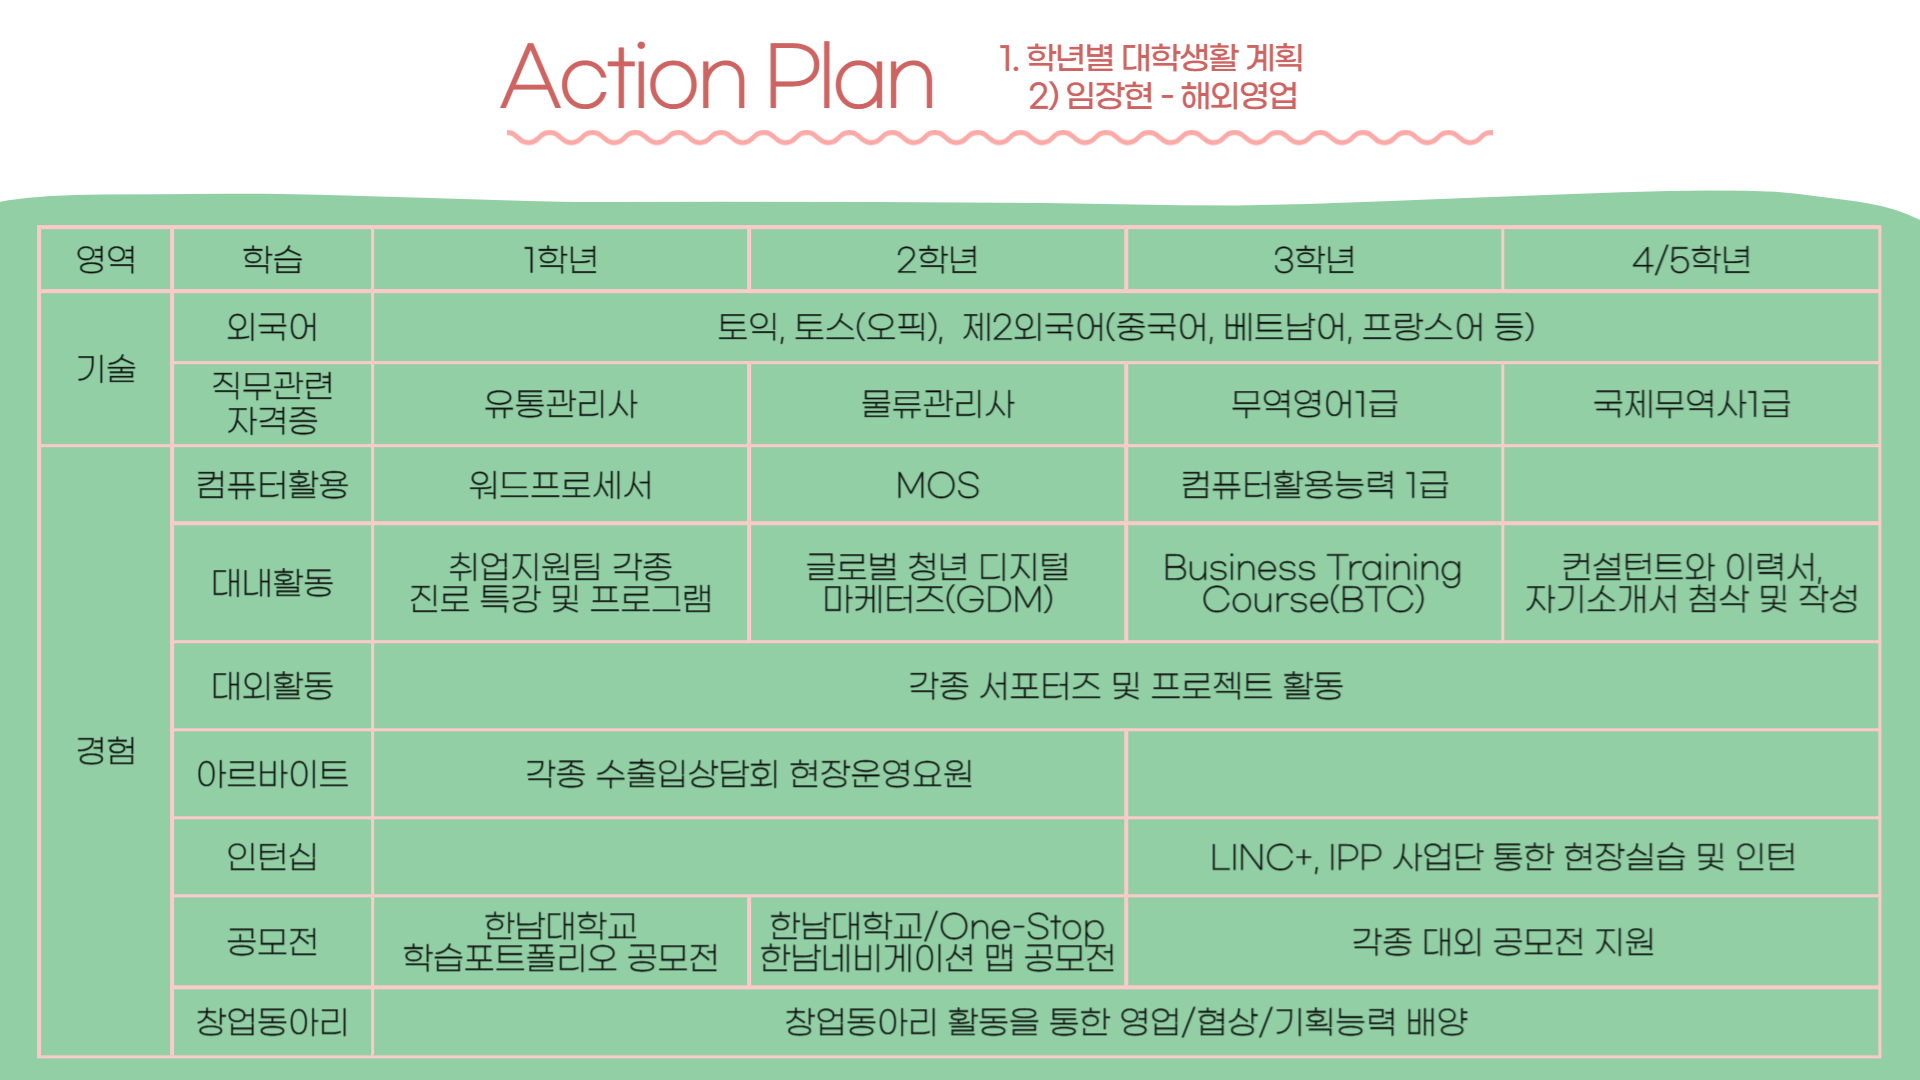 Action Plan
1. 학년별 대학생활 계획
2) 임장현 - 해외영업
영역 학습 1학년 2학년 3학년 4/5학년
기술
외국어 토익, 토스(오픽), 제2외국어(중국어, 베트남어, 프랑스어 등)
직무관련
자격증
유통관리사 물류관리사 무역영어1급 국제무역사1급
경험
컴퓨터활용 워드프로세서 MOS 컴퓨터활용능력 1급
대내활동
취업지원팀 각종
진로 특강 및 프로그램
글로벌 청년 디지털
마케터즈(GDM)
Business Training
Course(BTC)
컨설턴트와 이력서,
자기소개서 첨삭 및 작성
대외활동 각종 서포터즈 및 프로젝트 활동
아르바이트 각종 수출입상담회 현장운영요원
인턴십 LINC+, IPP 사업단 통한 현장실습 및 인턴
공모전
한남대학교
학습포트폴리오 공모전
한남대학교/One-Stop
한남네비게이션 맵 공모전
각종 대외 공모전 지원
창업동아리 창업동아리 활동을 통한 영업/협상/기획능력 배양